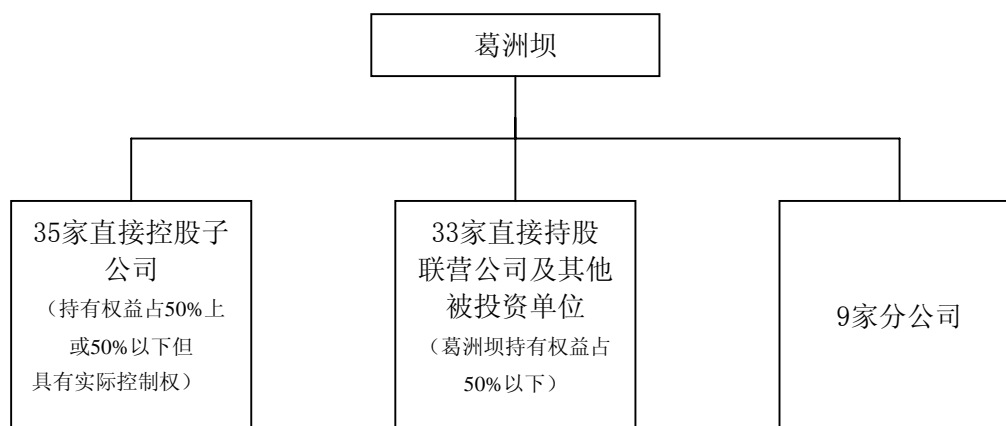 葛洲坝
35家直接控股子
公司
（持有权益占50%上
或50%以下但
具有实际控制权）
33家直接持股
联营公司及其他
被投资单位
（葛洲坝持有权益占
50%以下）
9家分公司